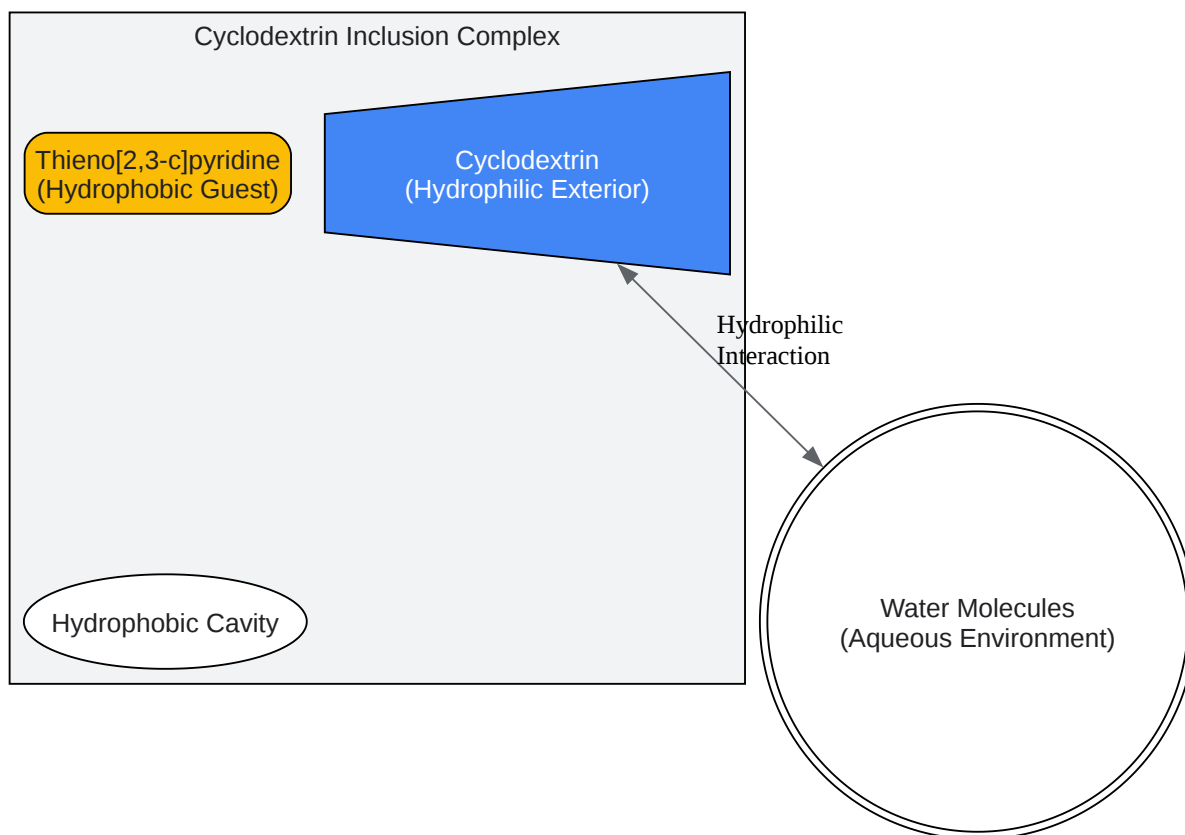 Cyclodextrin Inclusion Complex
Thieno[2,3-c]pyridine
(Hydrophobic Guest)
Cyclodextrin
(Hydrophilic Exterior)
Hydrophilic
Interaction
Hydrophobic Cavity
Water Molecules
(Aqueous Environment)